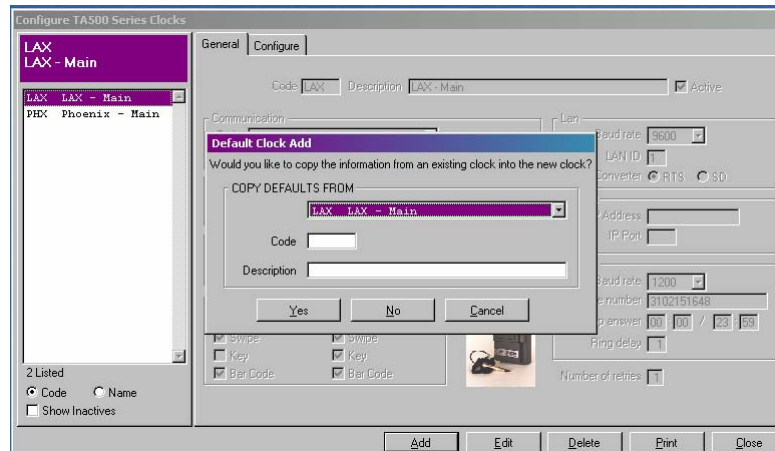 Configure TA500 Series Clocks
LAX
LAX - Main
LAX LAX - Main
PHX Phoenix - Main
2 Listed
Code Name
Show Inactives
General Configure
Code LAX Description LAX - Main Active
Communication
Lan
Baud rate 9600
LAN ID 1
Converter RTS SD
Address
IP Port
Baud rate 1200
number 3102151648
answer 00 : 00 / 23 : 59
Ring delay 1
Number of retries 1
Default Clock Add
Would you like to copy the information from an existing clock into the new clock?
COPY DEFAULTS FROM
LAX LAX - Main
Code
Description
Yes No Cancel
Swipe Swipe
Key Key
Bar Code Bar Code
Add Edit Delete Print Close